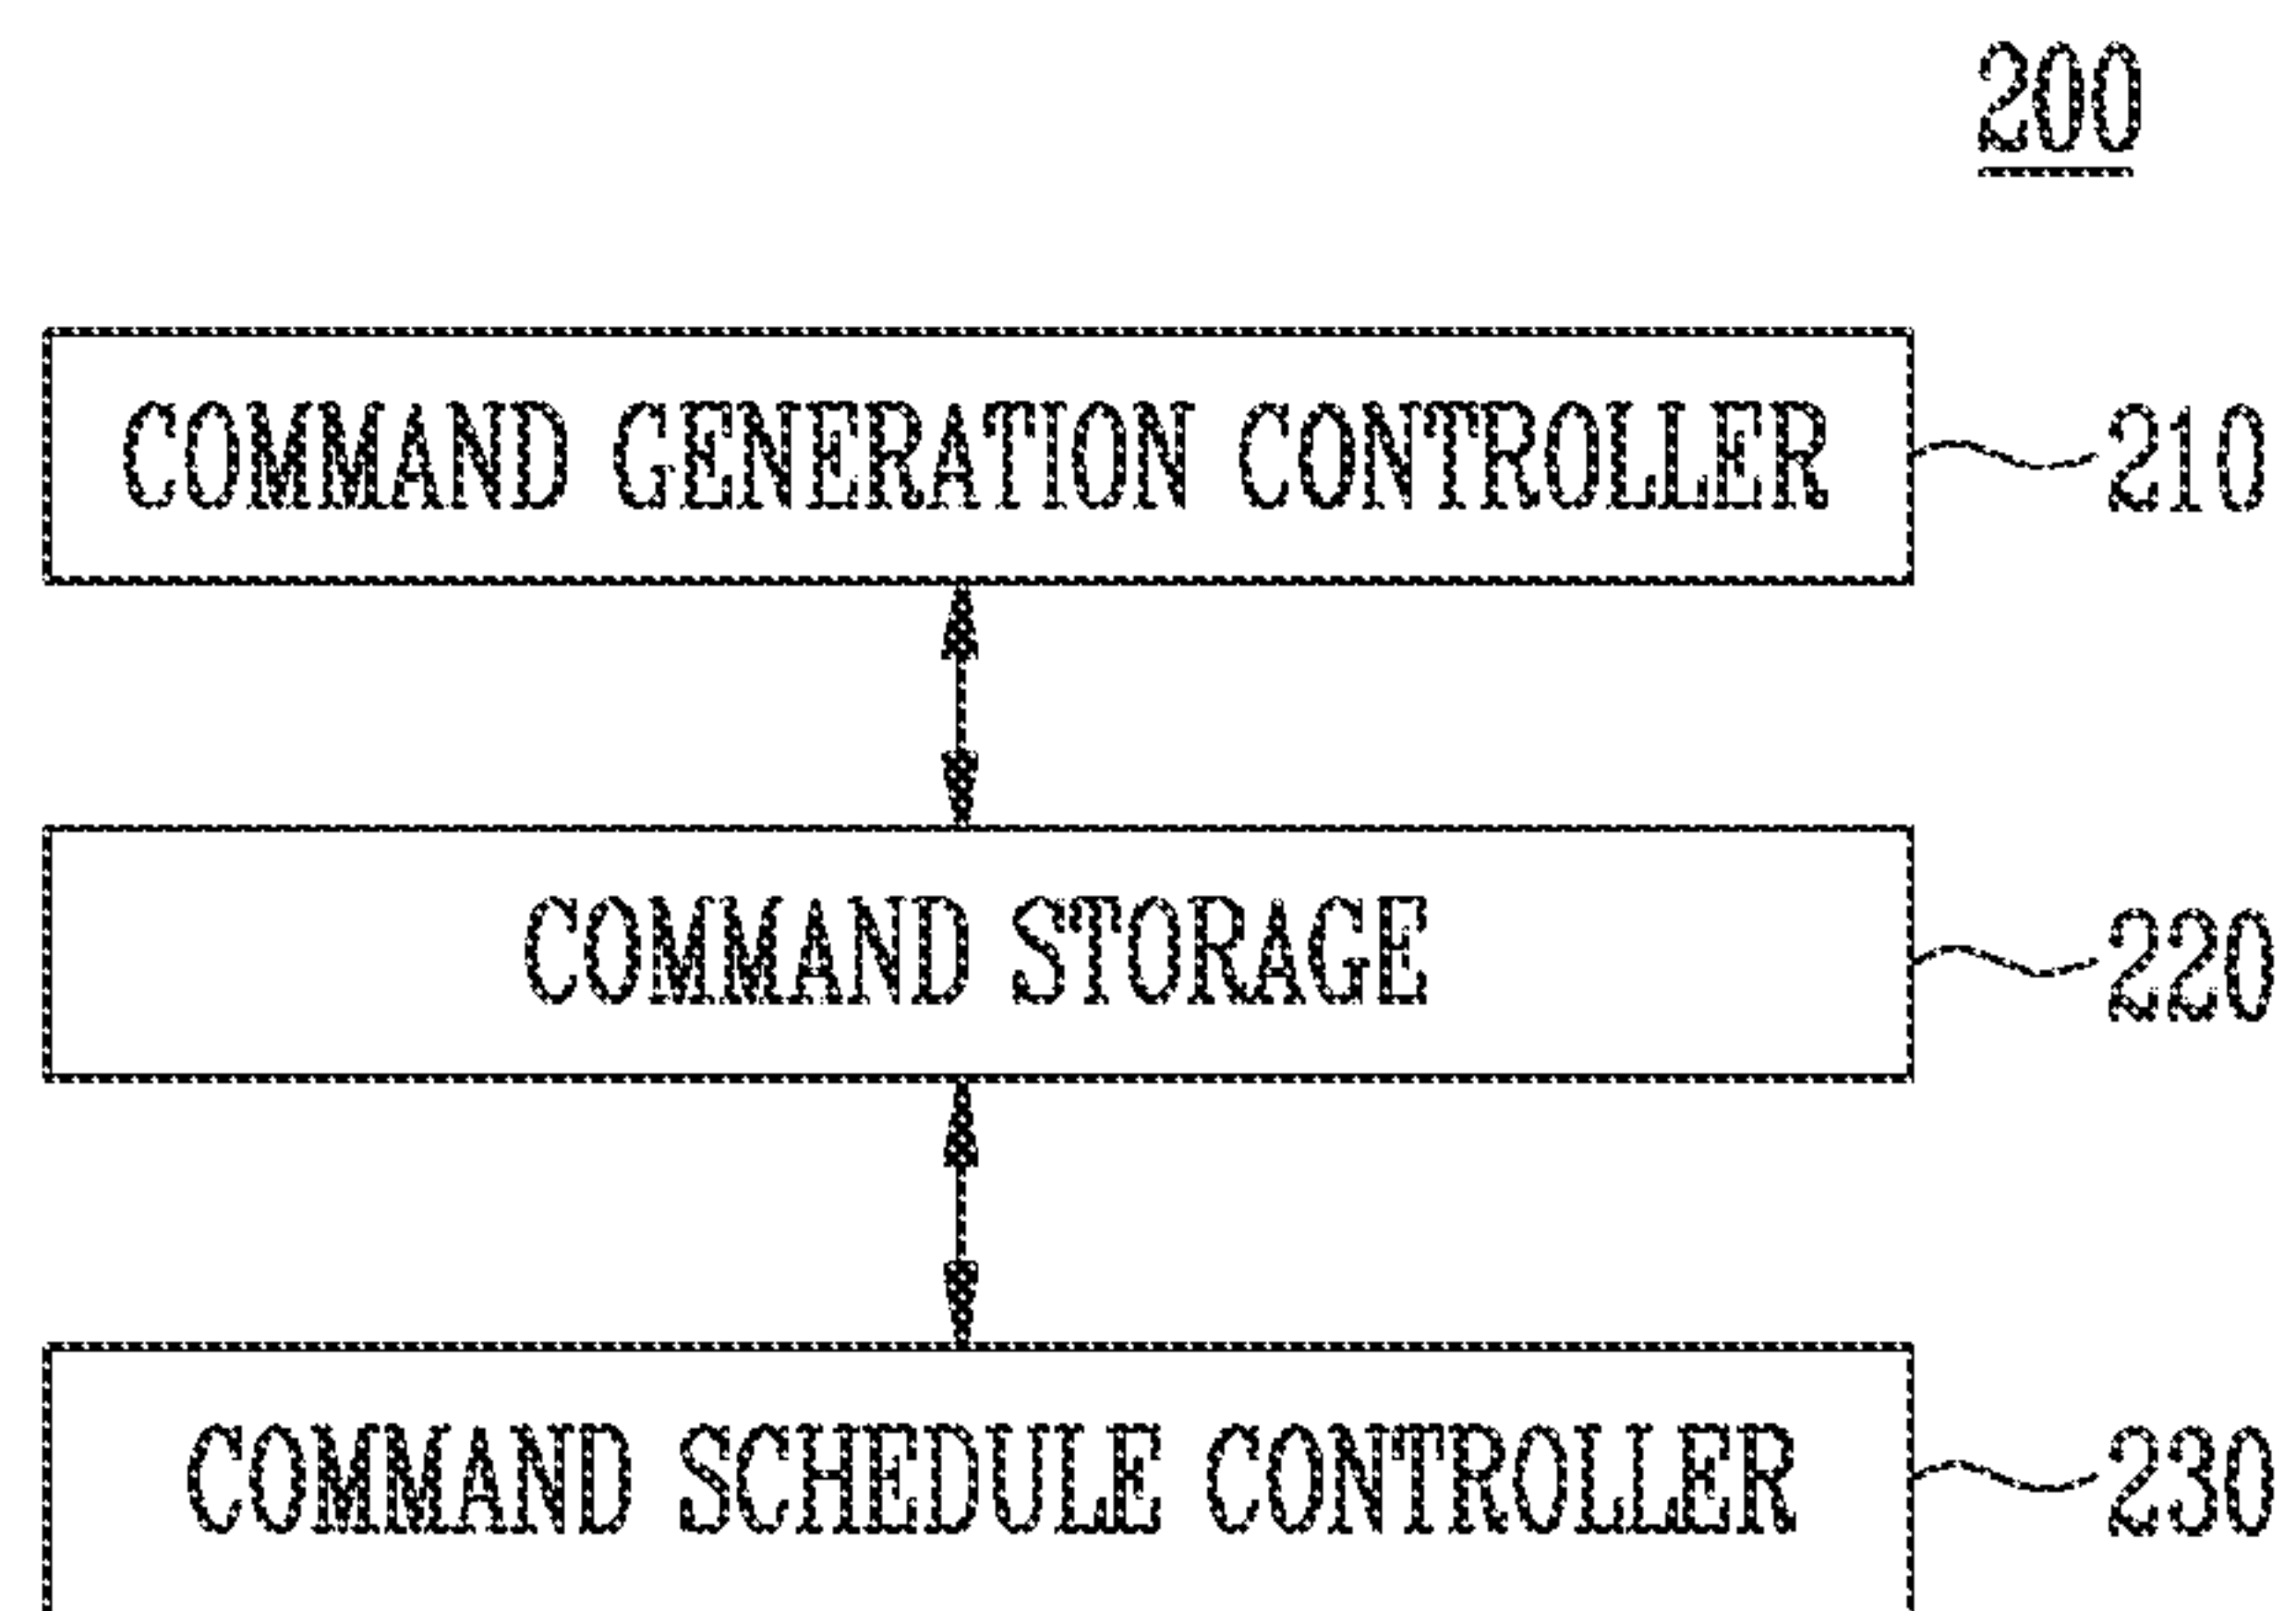 200
COMMAND GENERATION CONTROLLER 210
COMMAND STORAGE 220
COMMAND SCHEDULE CONTROLLER 230